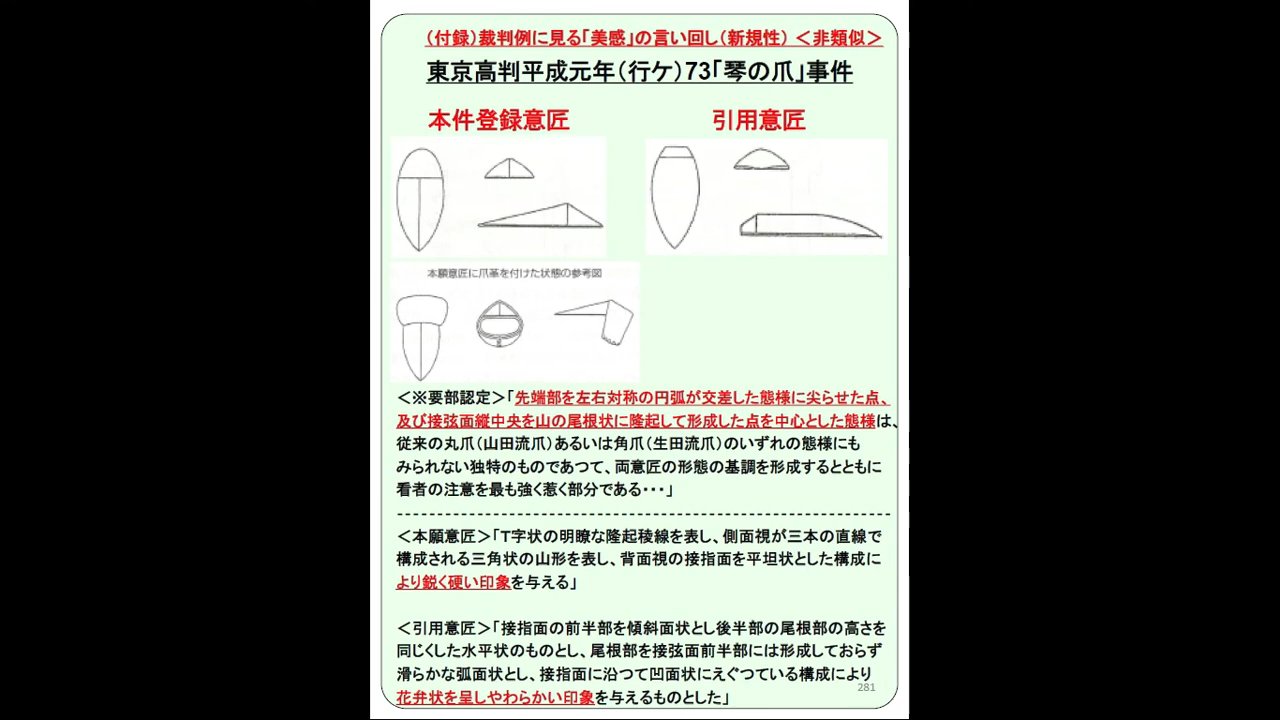 （付録）裁判例に見る「美感」の言い回し（新規性）＜非類似＞
東京高判平成元年（行ケ）73「琴の爪」事件
本件登録意匠
引用意匠
本願意匠に爪革を付けた状態の参考図
＜※要部認定＞「先端部を左右対称の円弧が交差した態様に尖らせた点、
及び接弦面縦中央を山の尾根状に隆起して形成した点を中心とした態様は、
従来の丸爪（山田流爪）あるいは角爪（生田流爪）のいずれの態様にも
みられない独特のものであつて、両意匠の形態の基調を形成するとともに
看者の注意を最も強く惹く部分である・・・」
＜本願意匠＞「Ｔ字状の明瞭な隆起稜線を表し、側面視が三本の直線で
構成される三角状の山形を表し、背面視の接指面を平坦状とした構成に
より鋭く硬い印象を与える」
＜引用意匠＞「接指面の前半部を傾斜面状とし後半部の尾根部の高さを
同じくした水平状のものとし、尾根部を接弦面前半部には形成しておらず
滑らかな弧面状とし、接指面に沿つて凹面状にえぐつている構成により
花弁状を呈しやわらかい印象を与えるものとした」
281